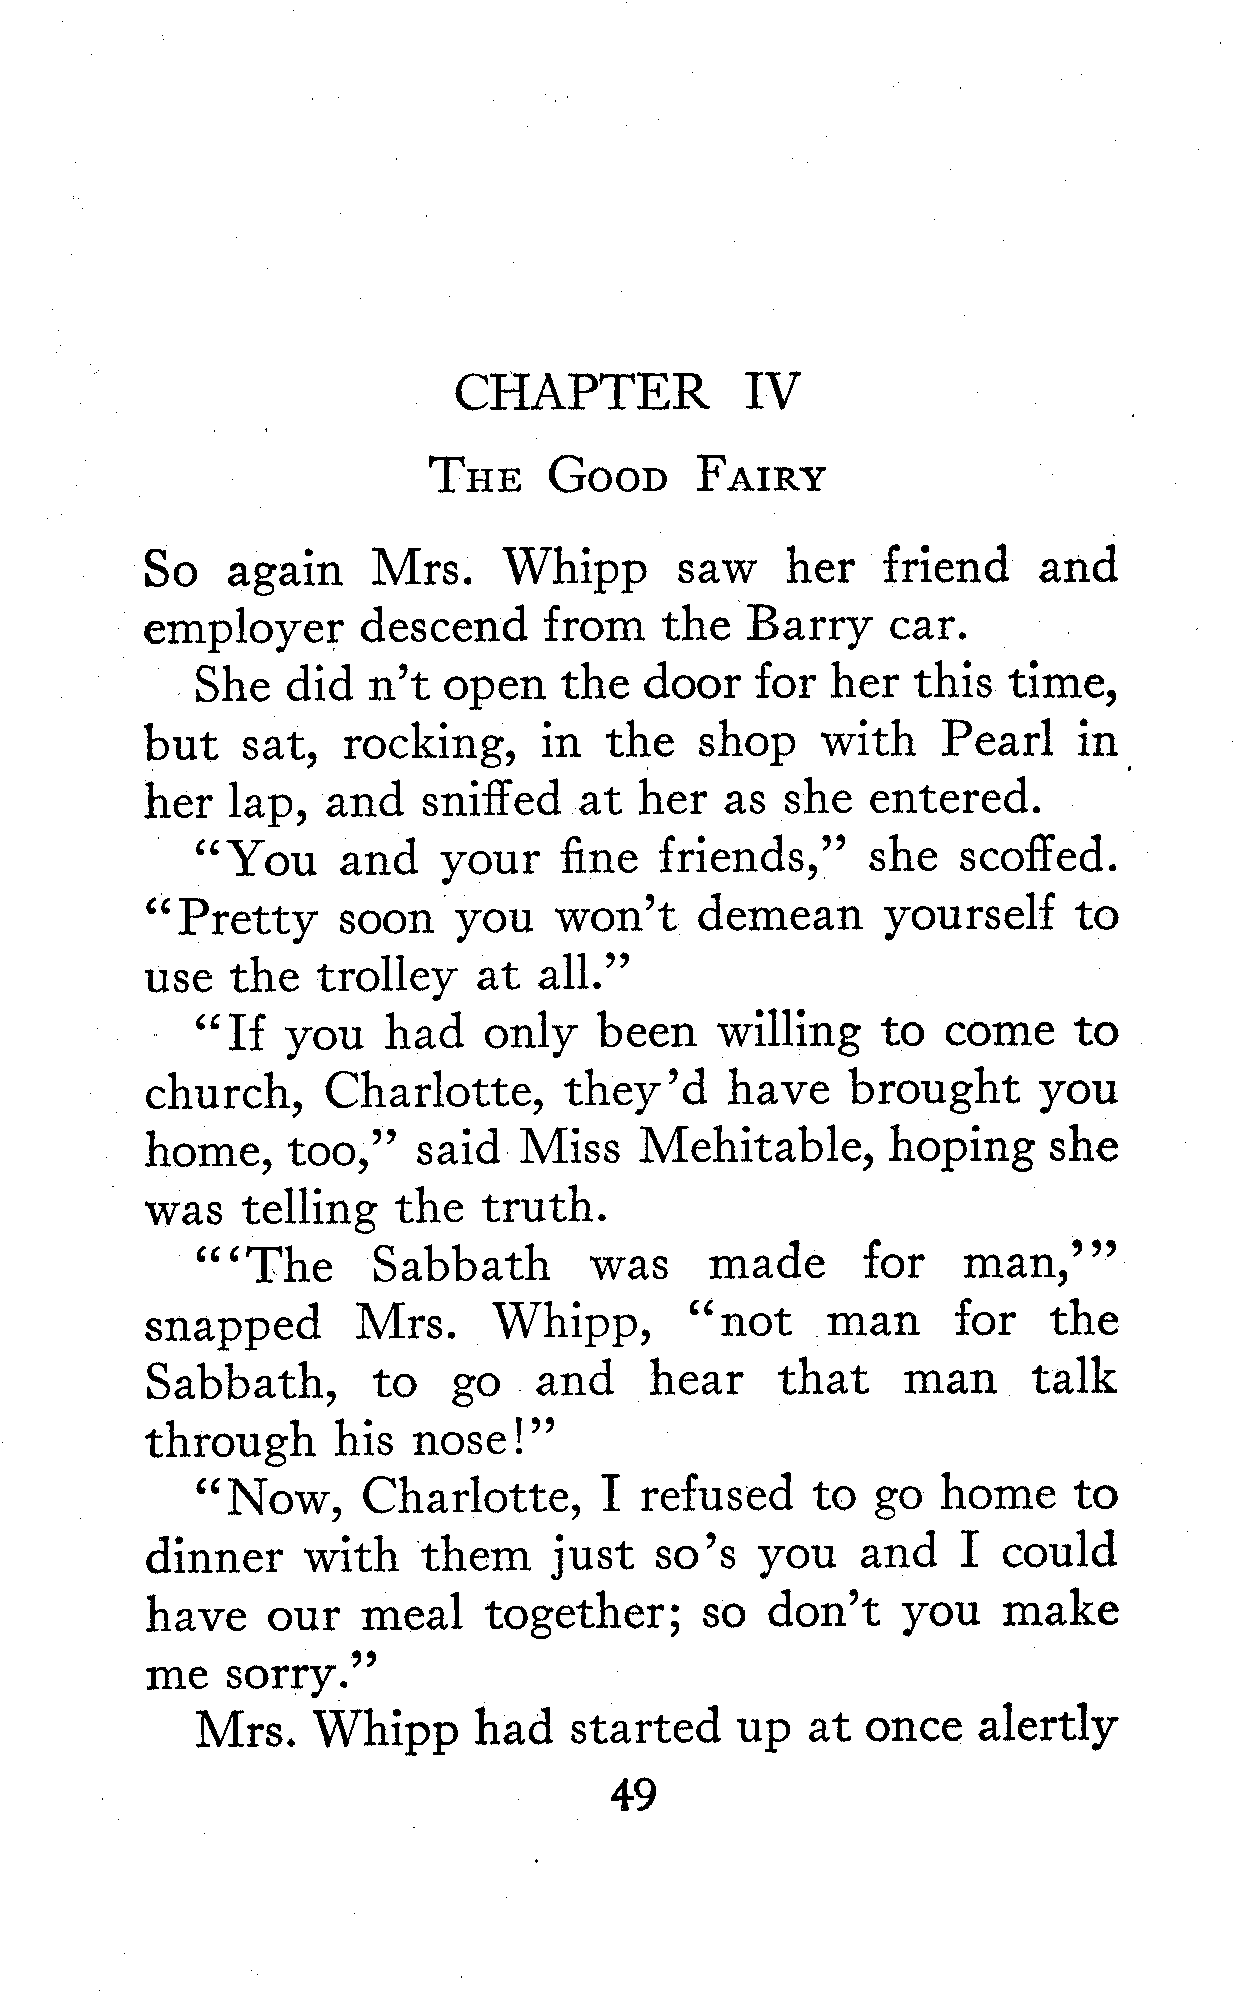 CHAPTER IV
THE GOOD FAIRY
So again Mrs. Whipp saw her friend and
employer descend from the Barry car.
She did n't open the door for her this time,
but sat, rocking, in the shop with Pearl in
her lap, and sniffed at her as she entered.
“You and your fine friends,” she scoffed.
“Pretty soon you won't demean yourself to
use the trolley at all.”
“If you had only been willing to come to
church, Charlotte, they'd have brought you
home, too,” said Miss Mehitable, hoping she
was telling the truth.
“‘The Sabbath was made for man,’”
snapped Mrs. Whipp, “not man for the
Sabbath, to go and hear that man talk
through his nose!”
“Now, Charlotte, I refused to go home to
dinner with them just so's you and I could
have our meal together; so don't you make
me sorry.”
Mrs. Whipp had started up at once alertly
49